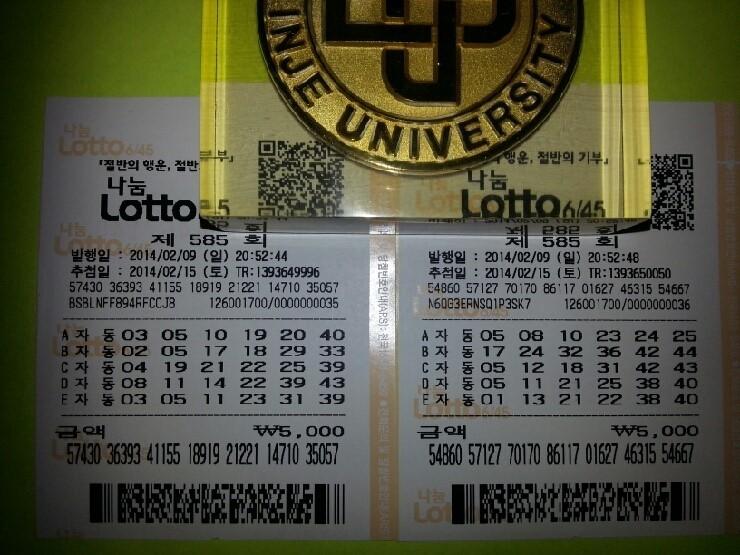 INJE UNIVERSITY
나눔
Lotto 6/45
「절반의 행운, 절반
나눔
Lotto
제 585 회
발행일 : 2014/02/09 (일) 20:52:44
추첨일 : 2014/02/15 (토) TR:1393649996
57430 36393 41155 18919 21221 14710 35057
126001700/0000000035
A 자 동 03 05 10 19 20 40
B 자 동 02 05 17 18 29 33
C 자 동 04 19 21 22 25 39
D 자 동 08 11 14 22 39 43
E 자 동 03 05 11 23 31 39
금액 ₩5,000
57430 36393 41155 18919 21221 14710 35057
행운, 절반의 기부」
나눔
Lotto 6/45
제 585 회
발행일 : 2014/02/09 (일) 20:52:48
추첨일 : 2014/02/15 (토) TR:1393650050
54860 57127 70170 86117 01627 46315 54667
126001700/0000000036
A 자 동 05 08 10 23 24 25
B 자 동 17 24 32 36 42 44
C 자 동 05 12 18 31 42 43
D 자 동 05 11 21 25 38 40
E 자 동 01 13 21 22 38 40
금액 ₩5,000
54860 57127 70170 86117 01627 46315 54667